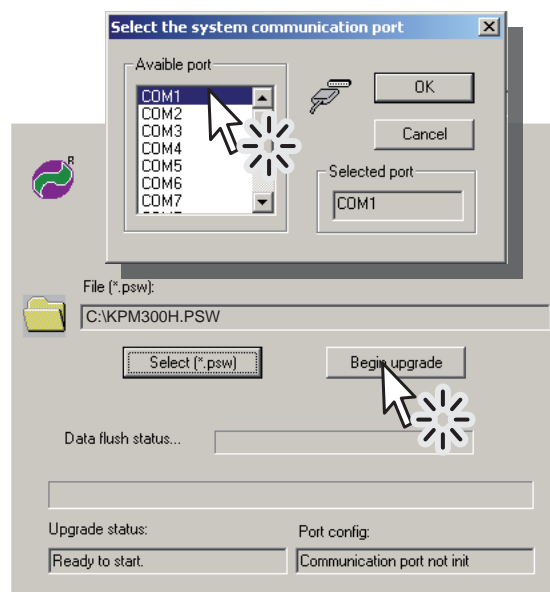 Select the system communication port
Avaible port
COM1
COM2
COM3
COM4
COM5
COM6
COM7
OK
Cancel
Selected port
COM1
R
File (*.psw):
C:\KPM300H.PSW
Select (*.psw)
Begin upgrade
Data flush status...
Upgrade status:
Port config:
Ready to start.
Communication port not init